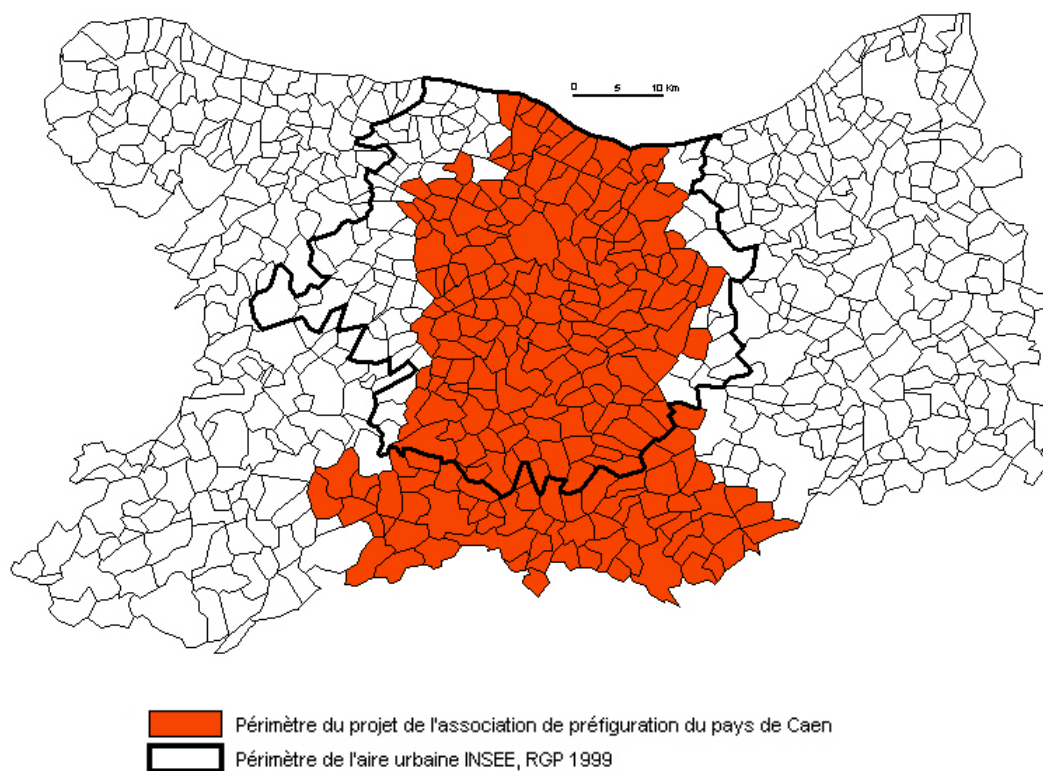 0 5 10 Km
Périmètre du projet de l'association de préfiguration du pays de Caen
Périmètre de l'aire urbaine INSEE, RGP 1999